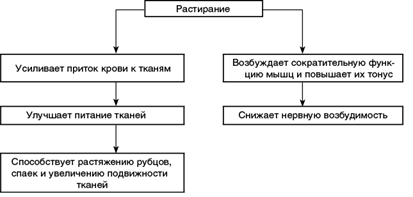 Растирание
Усиливает приток крови к тканям
Возбуждает сократительную функ-
цию мышц и повышает их тонус
Улучшает питание тканей
Снижает нервную возбудимость
Способствует растяжению рубцов,
спаек и увеличению подвижности
тканей